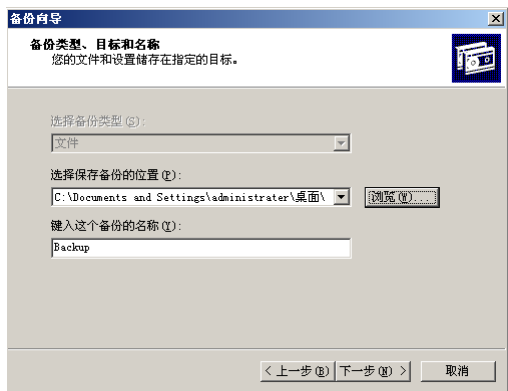 备份向导
备份类型、目标和名称
您的文件和设置储存在指定的目标。
选择备份类型(S):
文件
选择保存备份的位置(P):
C:\Documents and Settings\administrater\桌面\
浏览(W)...
键入这个备份的名称(Y):
Backup
< 上一步(B) 下一步(N) > 取消